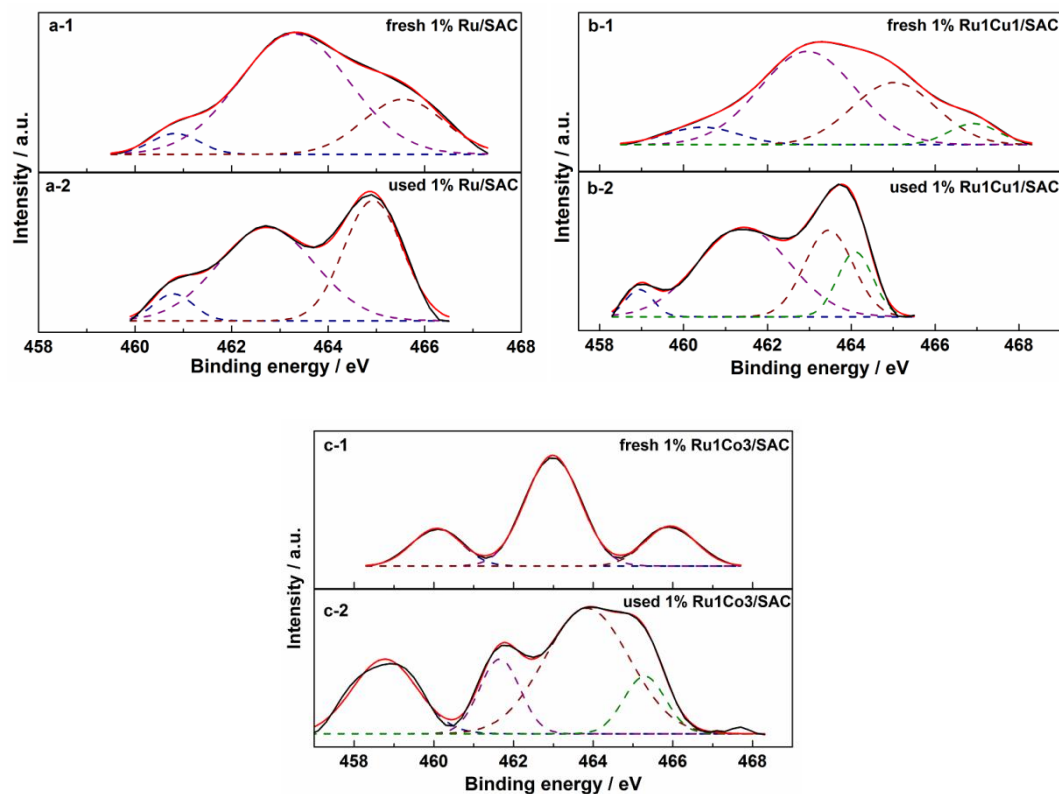 a-1 fresh 1% Ru/SAC
a-2 used 1% Ru/SAC
Intensity / a.u.
458 460 462 464 466 468
Binding energy / eV
b-1 fresh 1% Ru1Cu1/SAC
b-2 used 1% Ru1Cu1/SAC
Intensity / a.u.
458 460 462 464 466 468
Binding energy / eV
c-1 fresh 1% Ru1Co3/SAC
c-2 used 1% Ru1Co3/SAC
Intensity / a.u.
458 460 462 464 466 468
Binding energy / eV